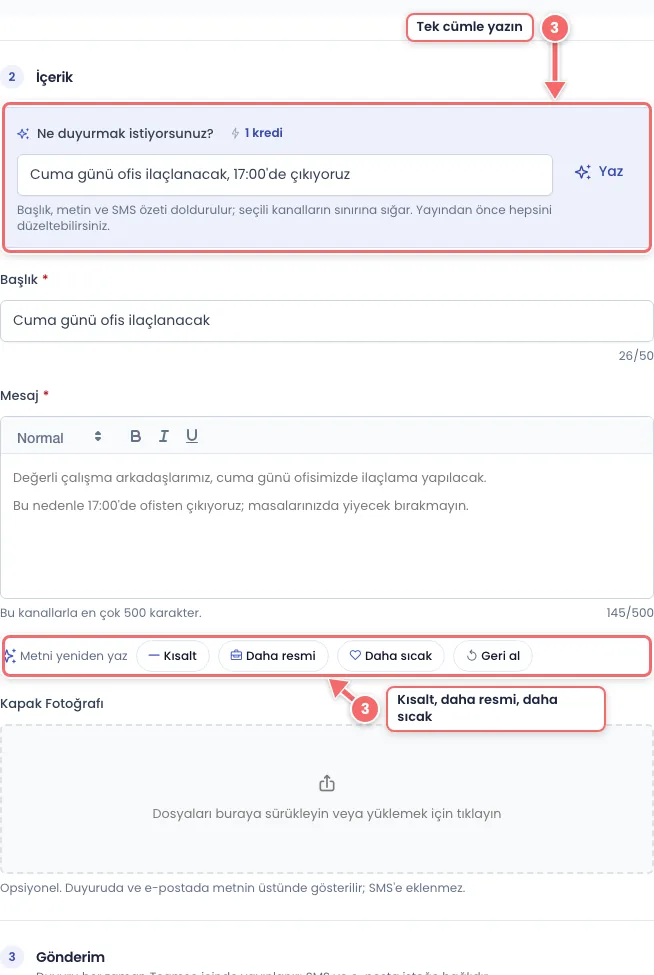 Tek cümle yazın
3
2
İçerik
Ne duyurmak istiyorsunuz?
1 kredi
Cuma günü ofis ilaçlanacak, 17:00'de çıkıyoruz
Yaz
Başlık, metin ve SMS özeti doldurulur; seçili kanalların sınırına sığar. Yayından önce hepsini
düzeltebilirsiniz.
Başlık *
Cuma günü ofis ilaçlanacak
26/50
Mesaj *
Normal
B
I
U
Değerli çalışma arkadaşlarımız, cuma günü ofisimizde ilaçlama yapılacak.
Bu nedenle 17:00'de ofisten çıkıyoruz; masalarınızda yiyecek bırakmayın.
Bu kanallarla en çok 500 karakter.
145/500
Metni yeniden yaz
Kısalt
Daha resmi
Daha sıcak
Geri al
3
Kısalt, daha resmi, daha
sıcak
Kapak Fotoğrafı
Dosyaları buraya sürükleyin veya yüklemek için tıklayın
Opsiyonel. Duyuruda ve e-postada metnin üstünde gösterilir; SMS'e eklenmez.
3
Gönderim